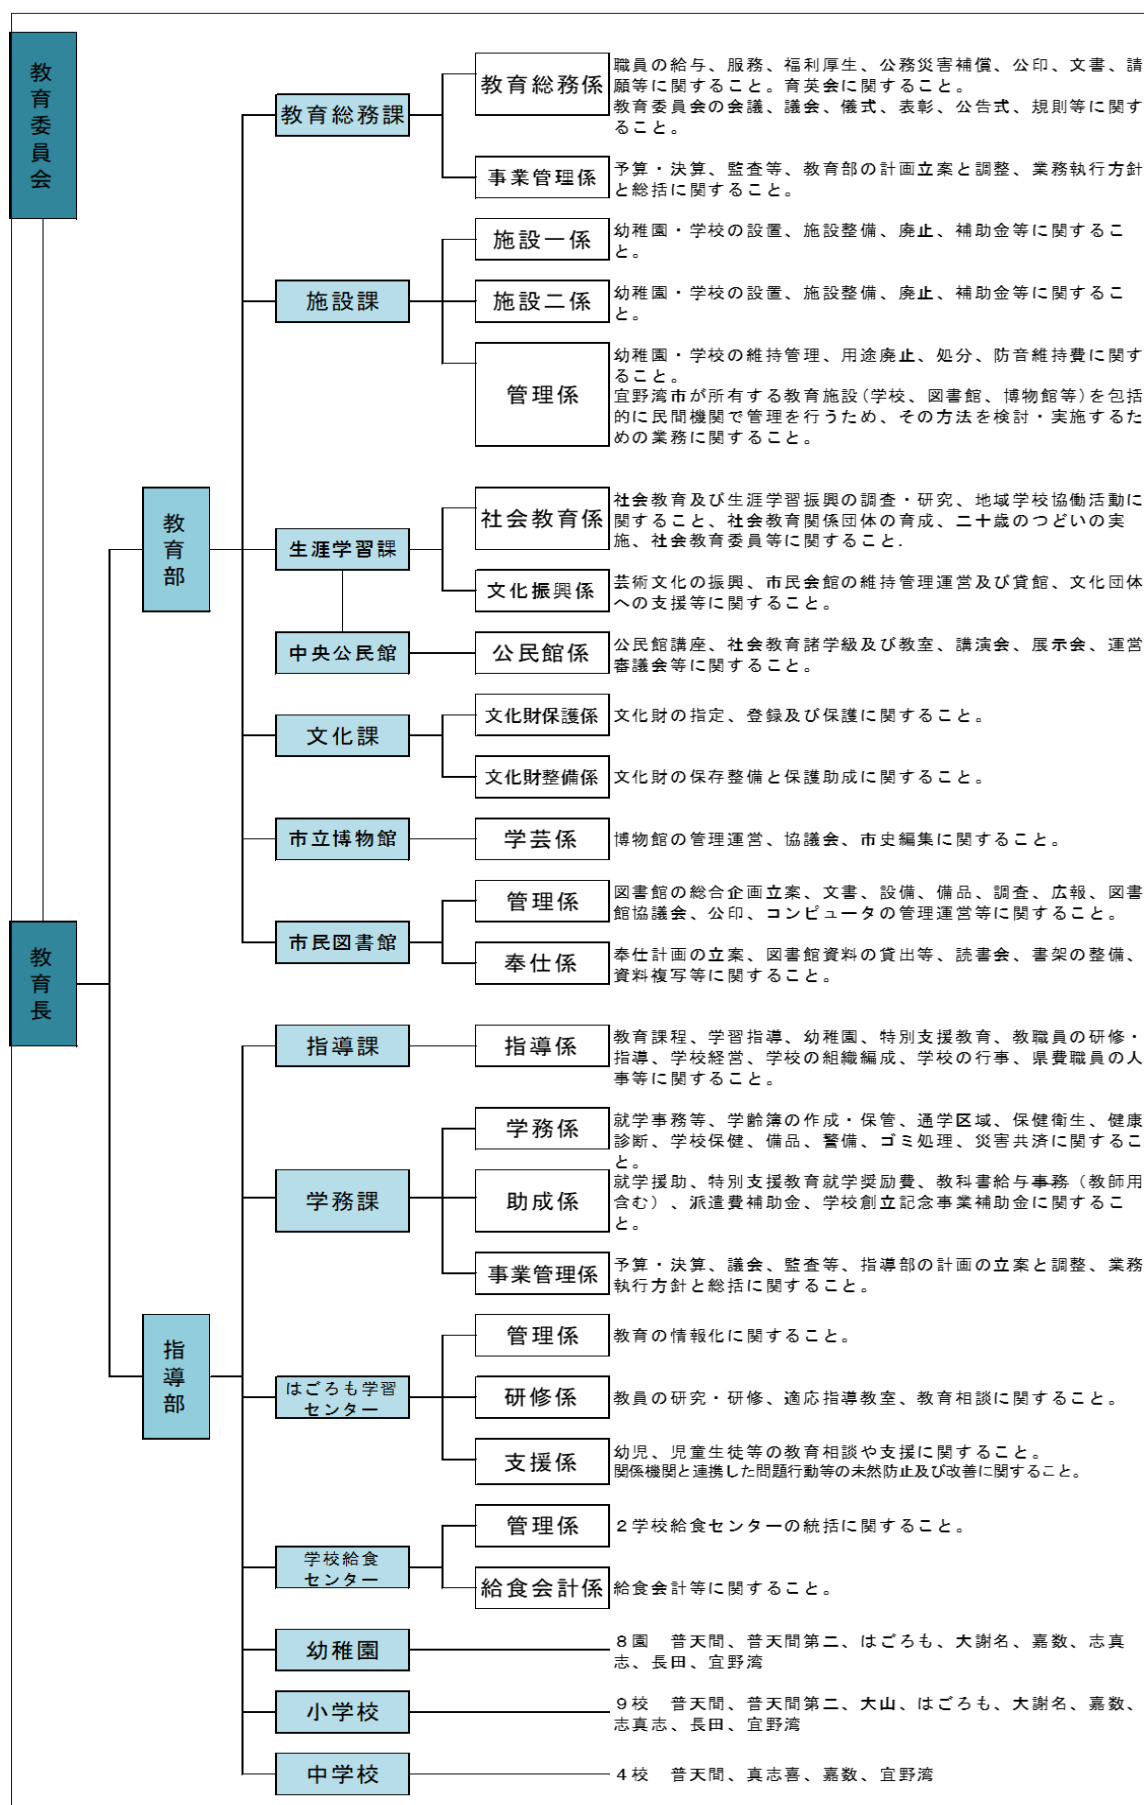 教育委員会
教育総務課
教育総務係
職員の給与、服務、福利厚生、公務災害補償、公印、文書、請
願等に関すること。育英会に関すること。
教育委員会の会議、議会、儀式、表彰、公告式、規則等に関す
ること。
事業管理係
予算・決算、監査等、教育部の計画立案と調整、業務執行方針
と総括に関すること。
施設課
施設一係
幼稚園・学校の設置、施設整備、廃止、補助金等に関するこ
と。
施設二係
幼稚園・学校の設置、施設整備、廃止、補助金等に関するこ
と。
管理係
幼稚園・学校の維持管理、用途廃止、処分、防音維持費に関す
ること。
宜野湾市が所有する教育施設(学校、図書館、博物館等)を包括
的に民間機関で管理を行うため、その方法を検討・実施するた
めの業務に関すること。
教育部
生涯学習課
社会教育係
社会教育及び生涯学習振興の調査・研究、地域学校協働活動に
関すること、社会教育関係団体の育成、二十歳のつどいの実
施、社会教育委員等に関すること.
文化振興係
芸術文化の振興、市民会館の維持管理運営及び貸館、文化団体
への支援等に関すること。
中央公民館
公民館係
公民館講座、社会教育諸学級及び教室、講演会、展示会、運営
審議会等に関すること。
文化課
文化財保護係
文化財の指定、登録及び保護に関すること。
文化財整備係
文化財の保存整備と保護助成に関すること。
市立博物館
学芸係
博物館の管理運営、協議会、市史編集に関すること。
市民図書館
管理係
図書館の総合企画立案、文書、設備、備品、調査、広報、図書
館協議会、公印、コンピュータの管理運営等に関すること。
奉仕係
奉仕計画の立案、図書館資料の貸出等、読書会、書架の整備、
資料複写等に関すること。
教育長
指導課
指導係
教育課程、学習指導、幼稚園、特別支援教育、教職員の研修・
指導、学校経営、学校の組織編成、学校の行事、県費職員の人
事等に関すること。
学務課
学務係
就学事務等、学齢簿の作成・保管、通学区域、保健衛生、健康
診断、学校保健、備品、警備、ゴミ処理、災害共済に関するこ
と。
助成係
就学援助、特別支援教育就学奨励費、教科書給与事務（教師用
含む）、派遣費補助金、学校創立記念事業補助金に関するこ
と。
事業管理係
予算・決算、議会、監査等、指導部の計画の立案と調整、業務
執行方針と総括に関すること。
指導部
はごろも学習
センター
管理係
教育の情報化に関すること。
研修係
教員の研究・研修、適応指導教室、教育相談に関すること。
支援係
幼児、児童生徒等の教育相談や支援に関すること。
関係機関と連携した問題行動等の未然防止及び改善に関すること。
学校給食
センター
管理係
２学校給食センターの統括に関すること。
給食会計係
給食会計等に関すること。
幼稚園
８園　普天間、普天間第二、はごろも、大謝名、嘉数、志真
志、長田、宜野湾
小学校
９校　普天間、普天間第二、大山、はごろも、大謝名、嘉数、
志真志、長田、宜野湾
中学校
４校　普天間、真志喜、嘉数、宜野湾